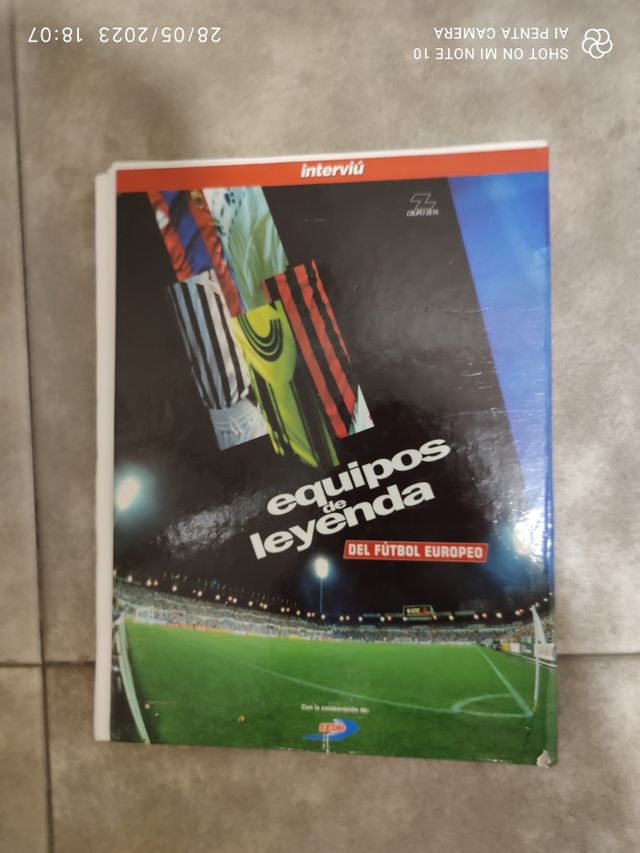 28/05/2023 18:07
SHOT ON MI NOTE 10
AI PENTA CAMERA
interviú
Z
GRUPO ZETA
equipos
de
leyenda
DEL FÚTBOL EUROPEO
Con la colaboración de:
SEUR